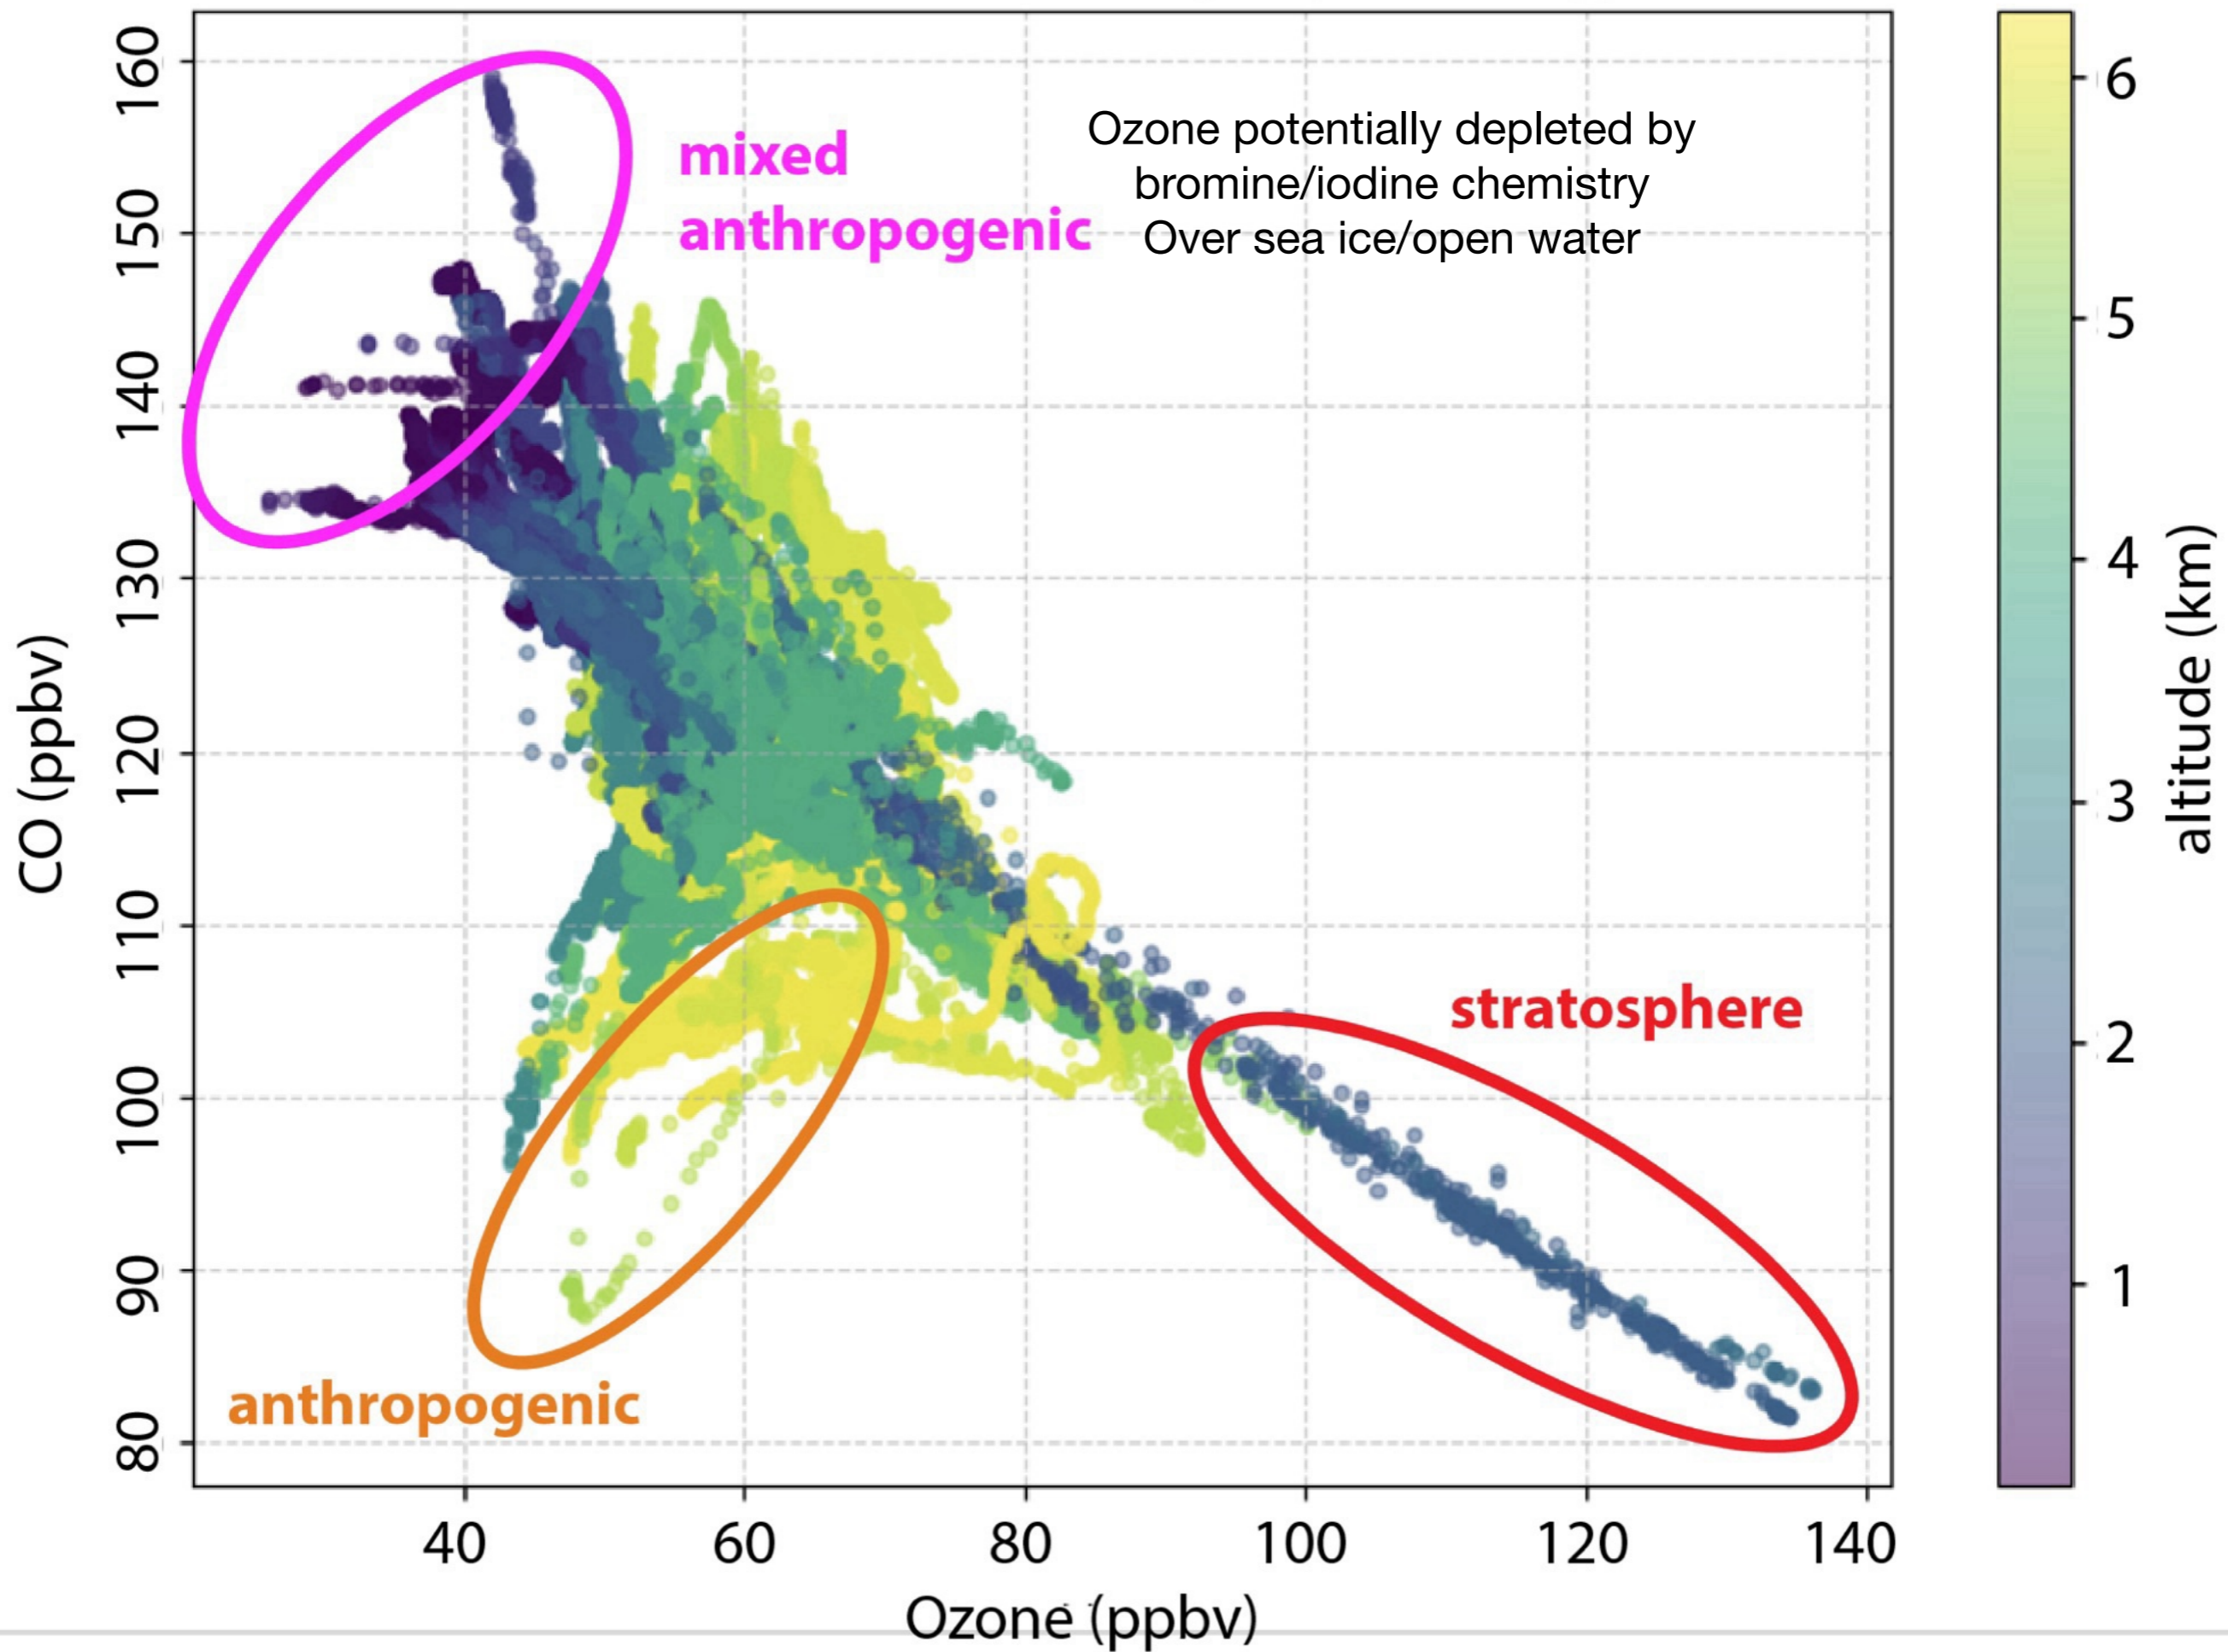 mixed
anthropogenic
Ozone potentially depleted by
bromine/iodine chemistry
Over sea ice/open water
stratosphere
anthropogenic
CO (ppbv)
160
150
140
130
120
110
100
90
80
40
60
80
100
120
140
Ozone (ppbv)
6
5
4
3
2
1
altitude (km)